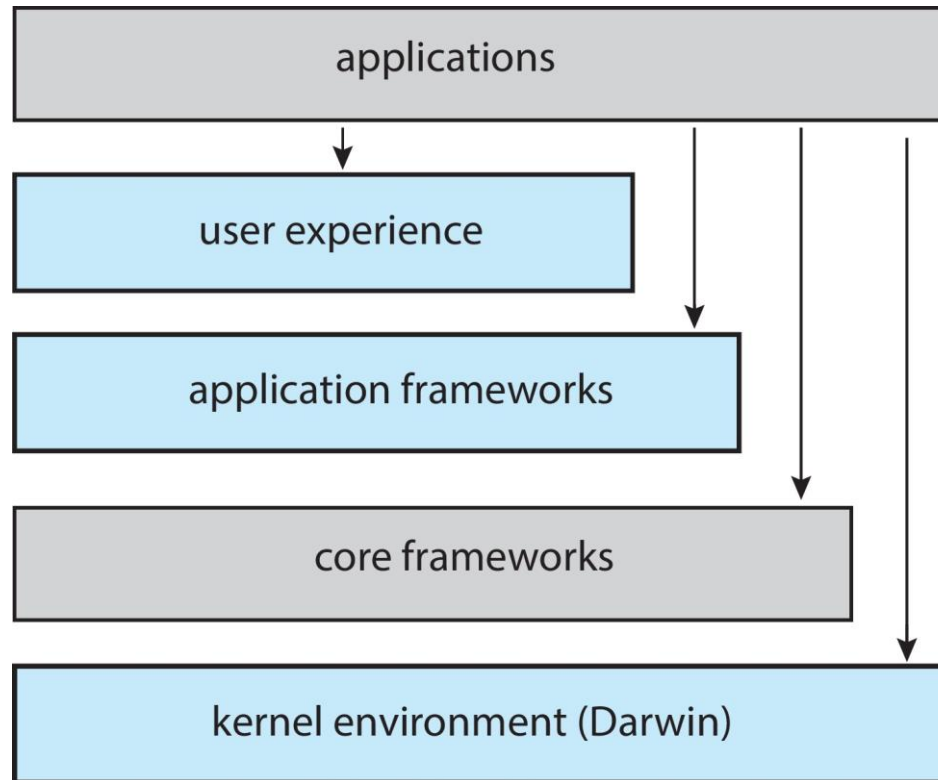 applications
user experience
application frameworks
core frameworks
kernel environment (Darwin)